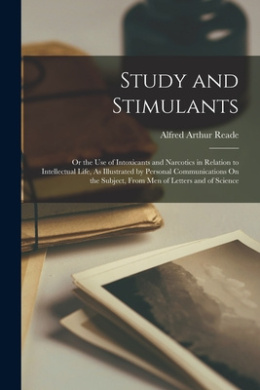 Study and
Stimulants
Alfred Arthur Reade
Or the Use of Intoxicants and Narcotics in Relation to
Intellectual Life, As Illustrated by Personal Communications On
the Subject, From Men of Letters and of Science